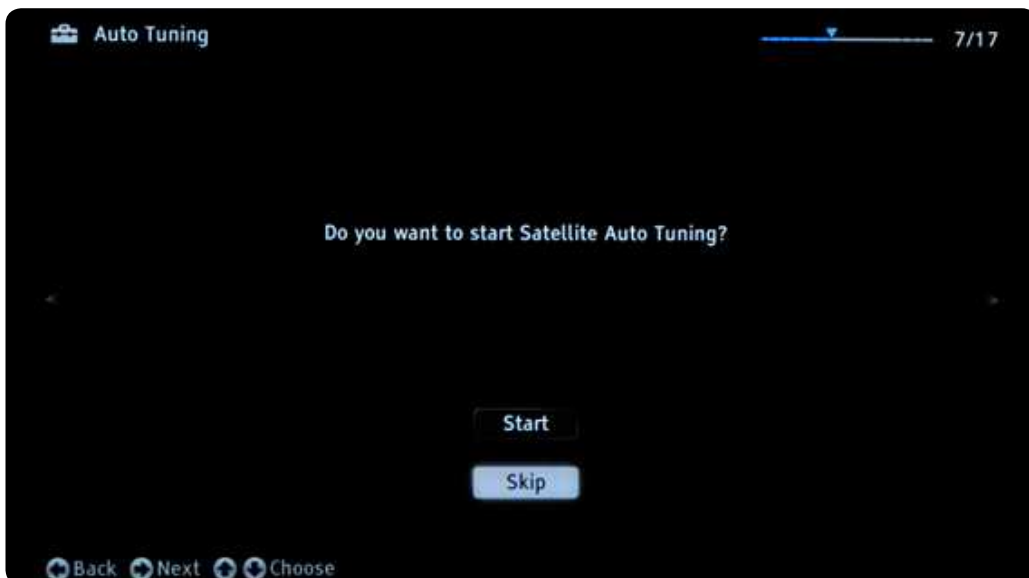 Auto Tuning
7/17
Do you want to start Satellite Auto Tuning?
Start
Skip
Back Next Choose